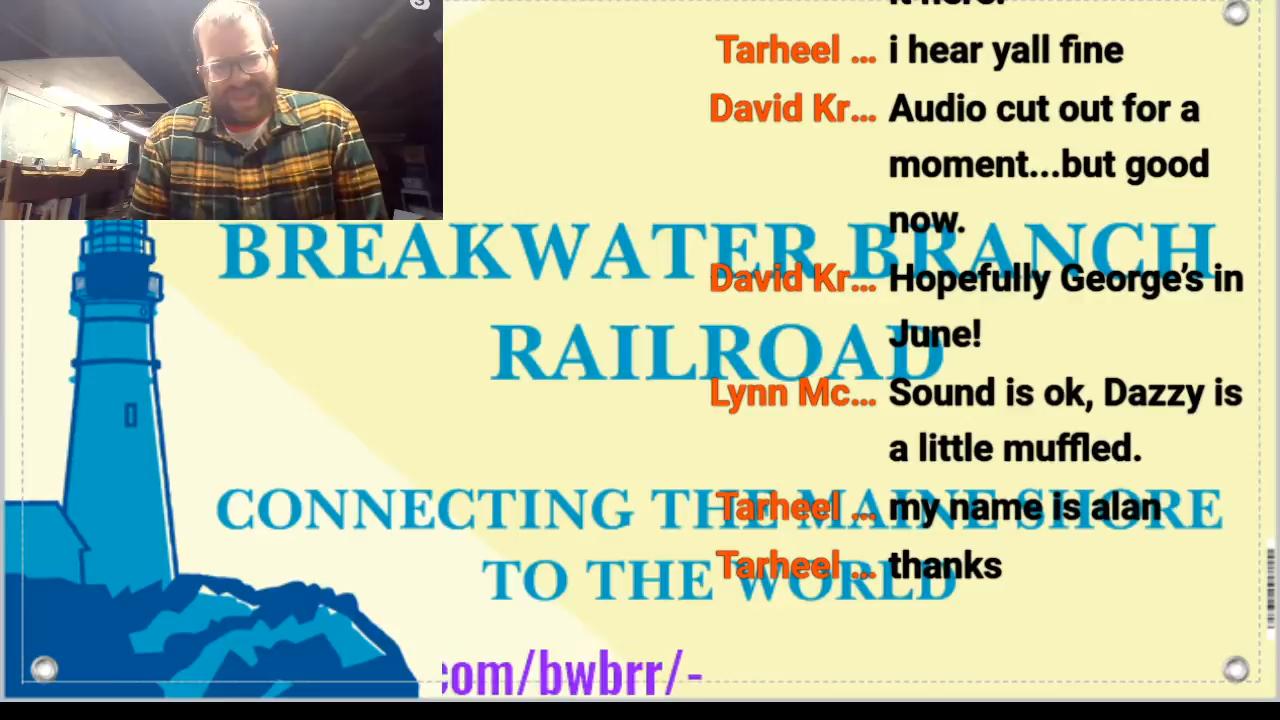 Tarheel ... i hear yall fine
David Kr... Audio cut out for a
moment...but good
now.
BREAKWATER BRANCH
David Kr... Hopefully George's in
June!
RAILROAD
Lynn Mc... Sound is ok, Dazzy is
a little muffled.
Tarheel ... my name is alan
CONNECTING THE MAINE SHORE
Tarheel ... thanks
TO THE WORLD
com/bwbrr/-